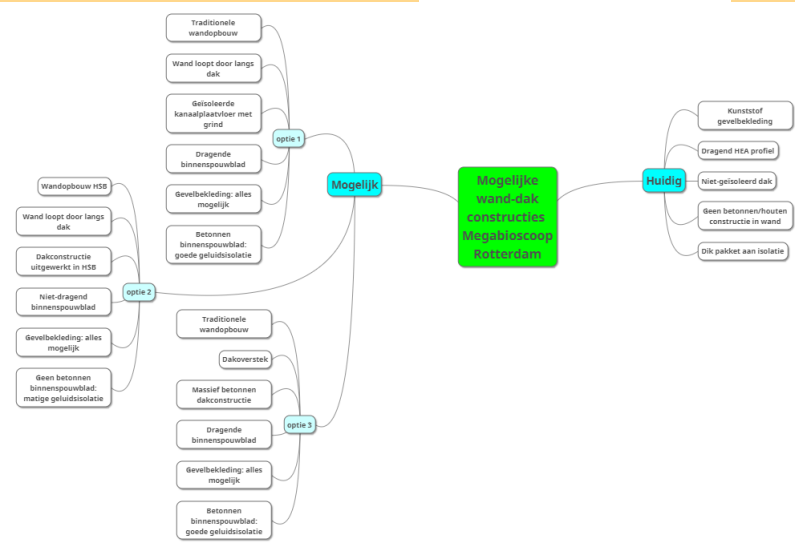 Mogelijke
wand-dak
constructies
Megabioscoop
Rotterdam
Mogelijk
optie 1
Traditionele
wandopbouw
Wand loopt door langs
dak
Geïsoleerde
kanaalplaatvloer met
grind
Dragende
binnenspouwblad
Gevelbekleding: alles
mogelijk
Betonnen
binnenspouwblad:
goede geluidsisolatie
optie 2
Wandopbouw HSB
Wand loopt door langs
dak
Dakconstructie
uitgewerkt in HSB
Niet-dragend
binnenspouwblad
Gevelbekleding: alles
mogelijk
Geen betonnen
binnenspouwblad:
matige geluidsisolatie
optie 3
Traditionele
wandopbouw
Dakoverstek
Massief betonnen
dakconstructie
Dragende
binnenspouwblad
Gevelbekleding: alles
mogelijk
Betonnen
binnenspouwblad:
goede geluidsisolatie
Huidig
Kunststof
gevelbekleding
Dragend HEA profiel
Niet-geïsoleerd dak
Geen betonnen/houten
constructie in wand
Dik pakket aan isolatie